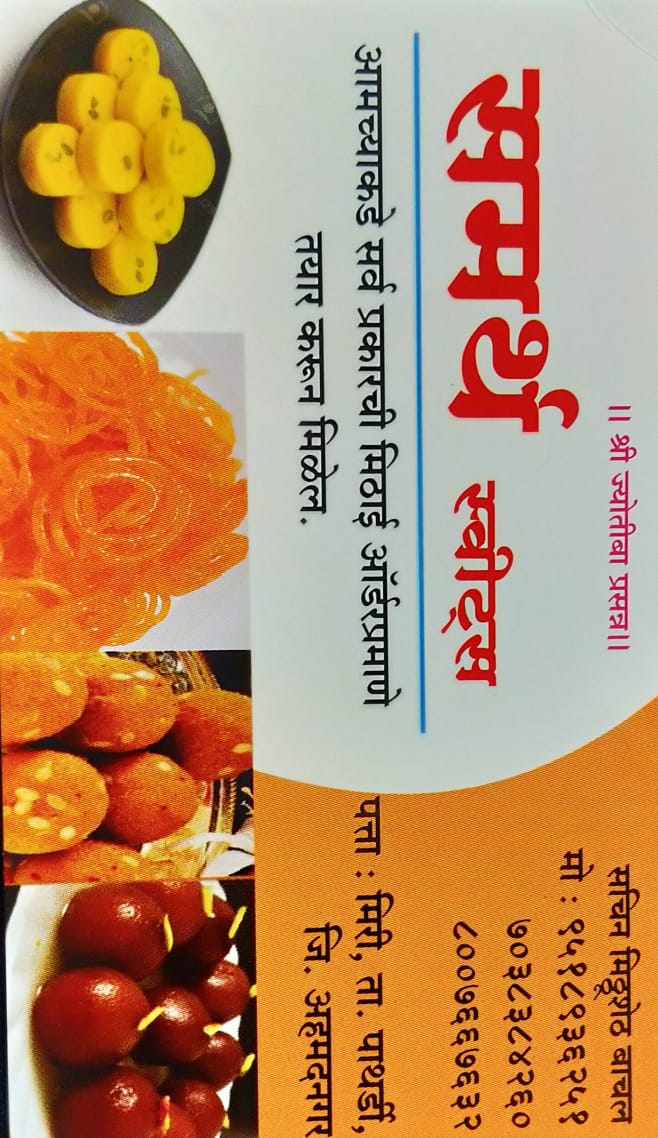 ।। श्री ज्योतीबा प्रसन्न।।
समर्थ स्वीट्स
आमच्याकडे सर्व प्रकारची मिठाई ऑर्डरप्रमाणे
तयार करून मिळेल.
सचिन मिठ्ठूशेठ बाचल
मो : ९५१८९३६२५१
७०३८३८४२६०
८००७६६७६३२
पत्ता : मिरी, ता. पाथर्डी,
जि. अहमदनगर